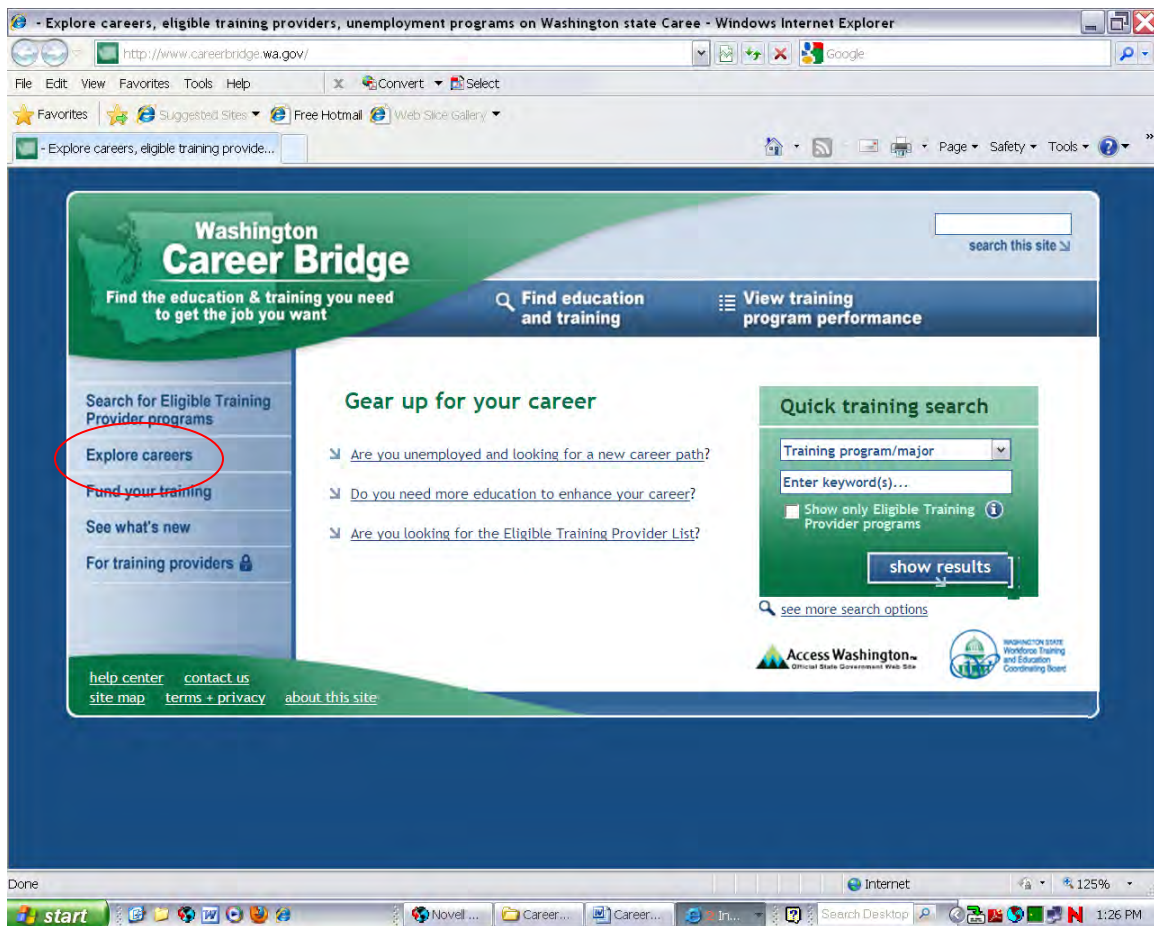 - Explore careers, eligible training providers, unemployment programs on Washington state Caree - Windows Internet Explorer
http://www.careerbridge.wa.gov/
Google
File Edit View Favorites Tools Help x Convert Select
Favorites Suggested Sites Free Hotmail Web Slice Gallery
- Explore careers, eligible training provide...
Page Safety Tools »
Washington
Career Bridge
Find the education & training you need
to get the job you want
search this site
Find education
and training
View training
program performance
Search for Eligible Training
Provider programs
Explore careers
Fund your training
See what's new
For training providers
Gear up for your career
Are you unemployed and looking for a new career path?
Do you need more education to enhance your career?
Are you looking for the Eligible Training Provider List?
Quick training search
Training program/major
Enter keyword(s)...
Show only Eligible Training
Provider programs
show results
see more search options
Access Washington
Official State Government Web Site
WASHINGTON STATE
Workforce Training
and Education
Coordinating Board
help center contact us
site map terms + privacy about this site
Done
Internet
125%
start
Novell ...
Career...
Career...
In...
Search Desktop
1:26 PM